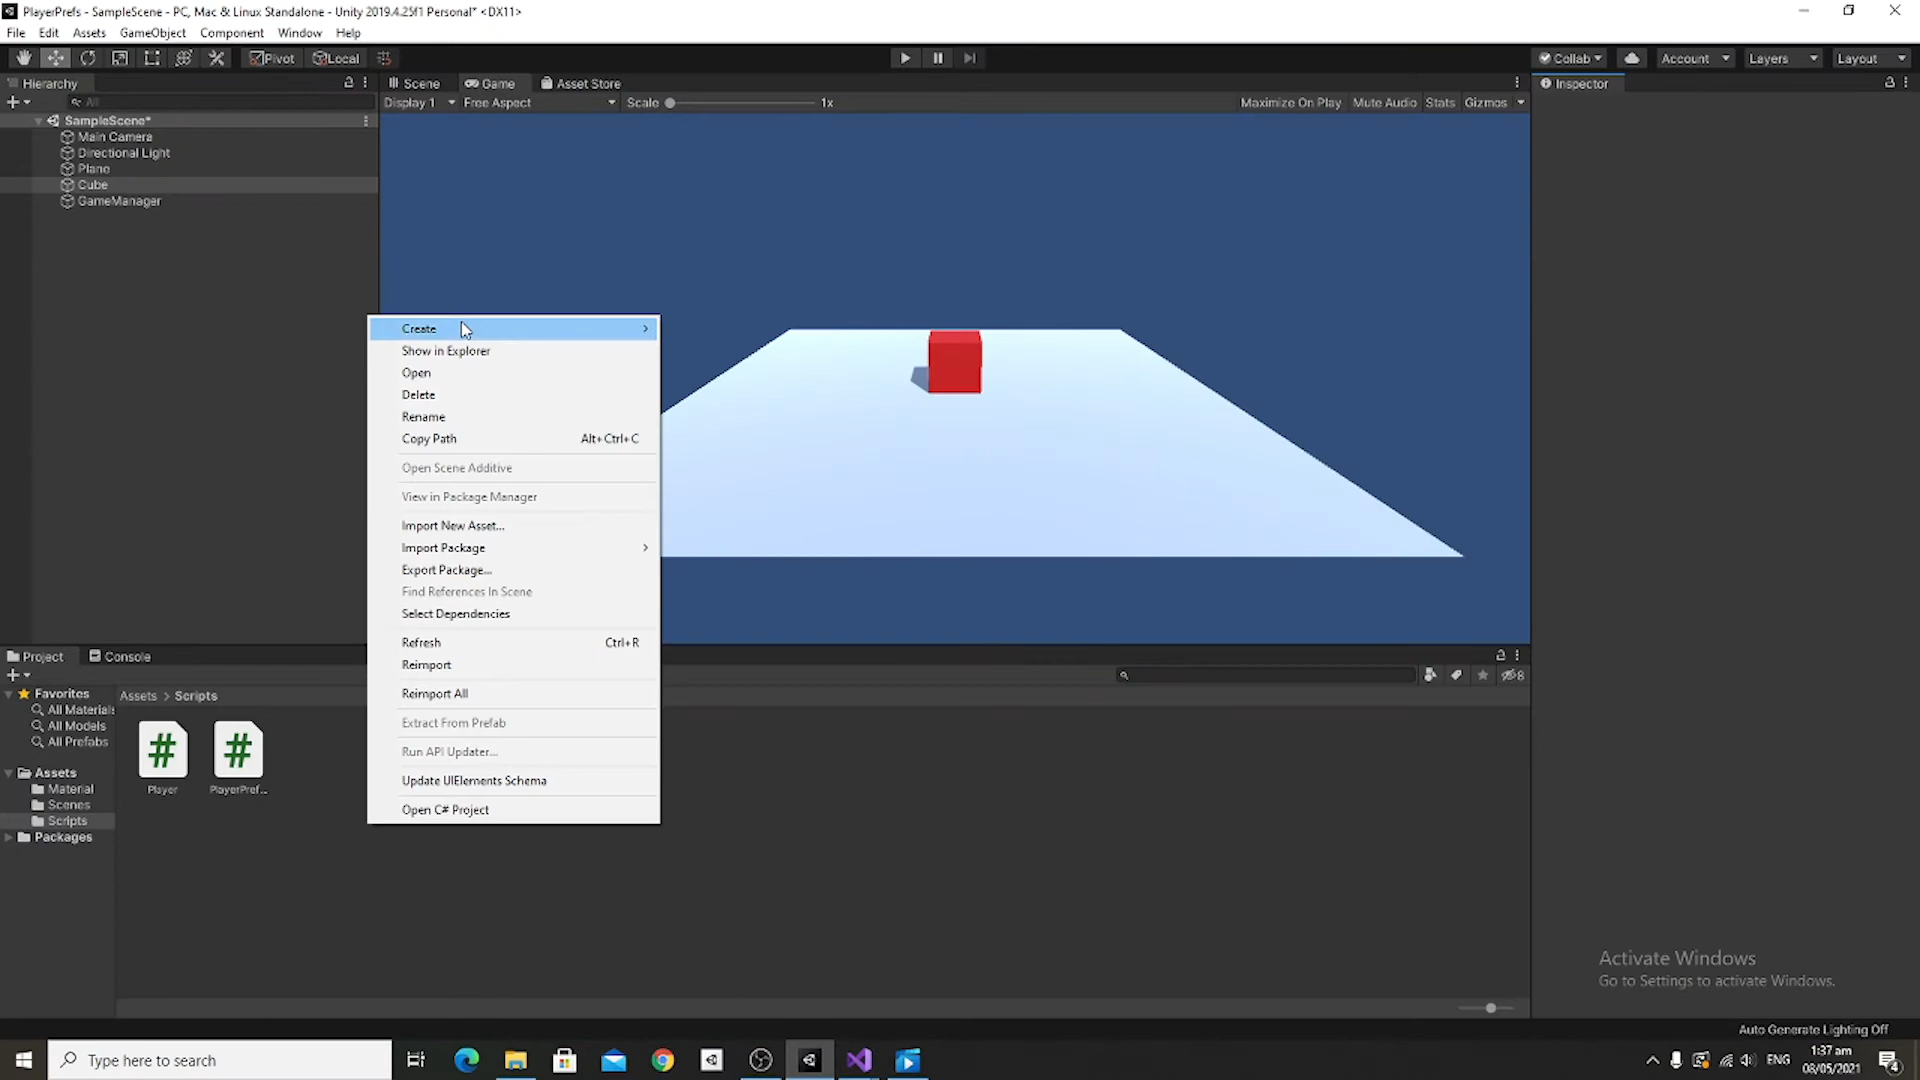 PlayerPrefs - SampleScene - PC, Mac & Linux Standalone - Unity 2019.4.25f1 Personal* <DX11>
File Edit Assets GameObject Component Window Help
Pivot Local
Collab Account Layers Layout
Hierarchy
Scene Game Asset Store
Inspector
All
Display 1 Free Aspect Scale 1x
Maximize On Play Mute Audio Stats Gizmos
SampleScene*
Main Camera
Directional Light
Plane
Cube
GameManager
Create
Show in Explorer
Open
Delete
Rename
Copy Path Alt+Ctrl+C
Open Scene Additive
View in Package Manager
Import New Asset...
Import Package
Export Package...
Find References In Scene
Select Dependencies
Refresh Ctrl+R
Reimport
Reimport All
Extract From Prefab
Run API Updater...
Update UIElements Schema
Open C# Project
Project Console
8
Favorites
All Materials
All Models
All Prefabs
Assets
Material
Scenes
Scripts
Packages
Assets > Scripts
# #
Player PlayerPref...
Activate Windows
Go to Settings to activate Windows.
Auto Generate Lighting Off
Type here to search
ENG
1:37 am
08/05/2021
4